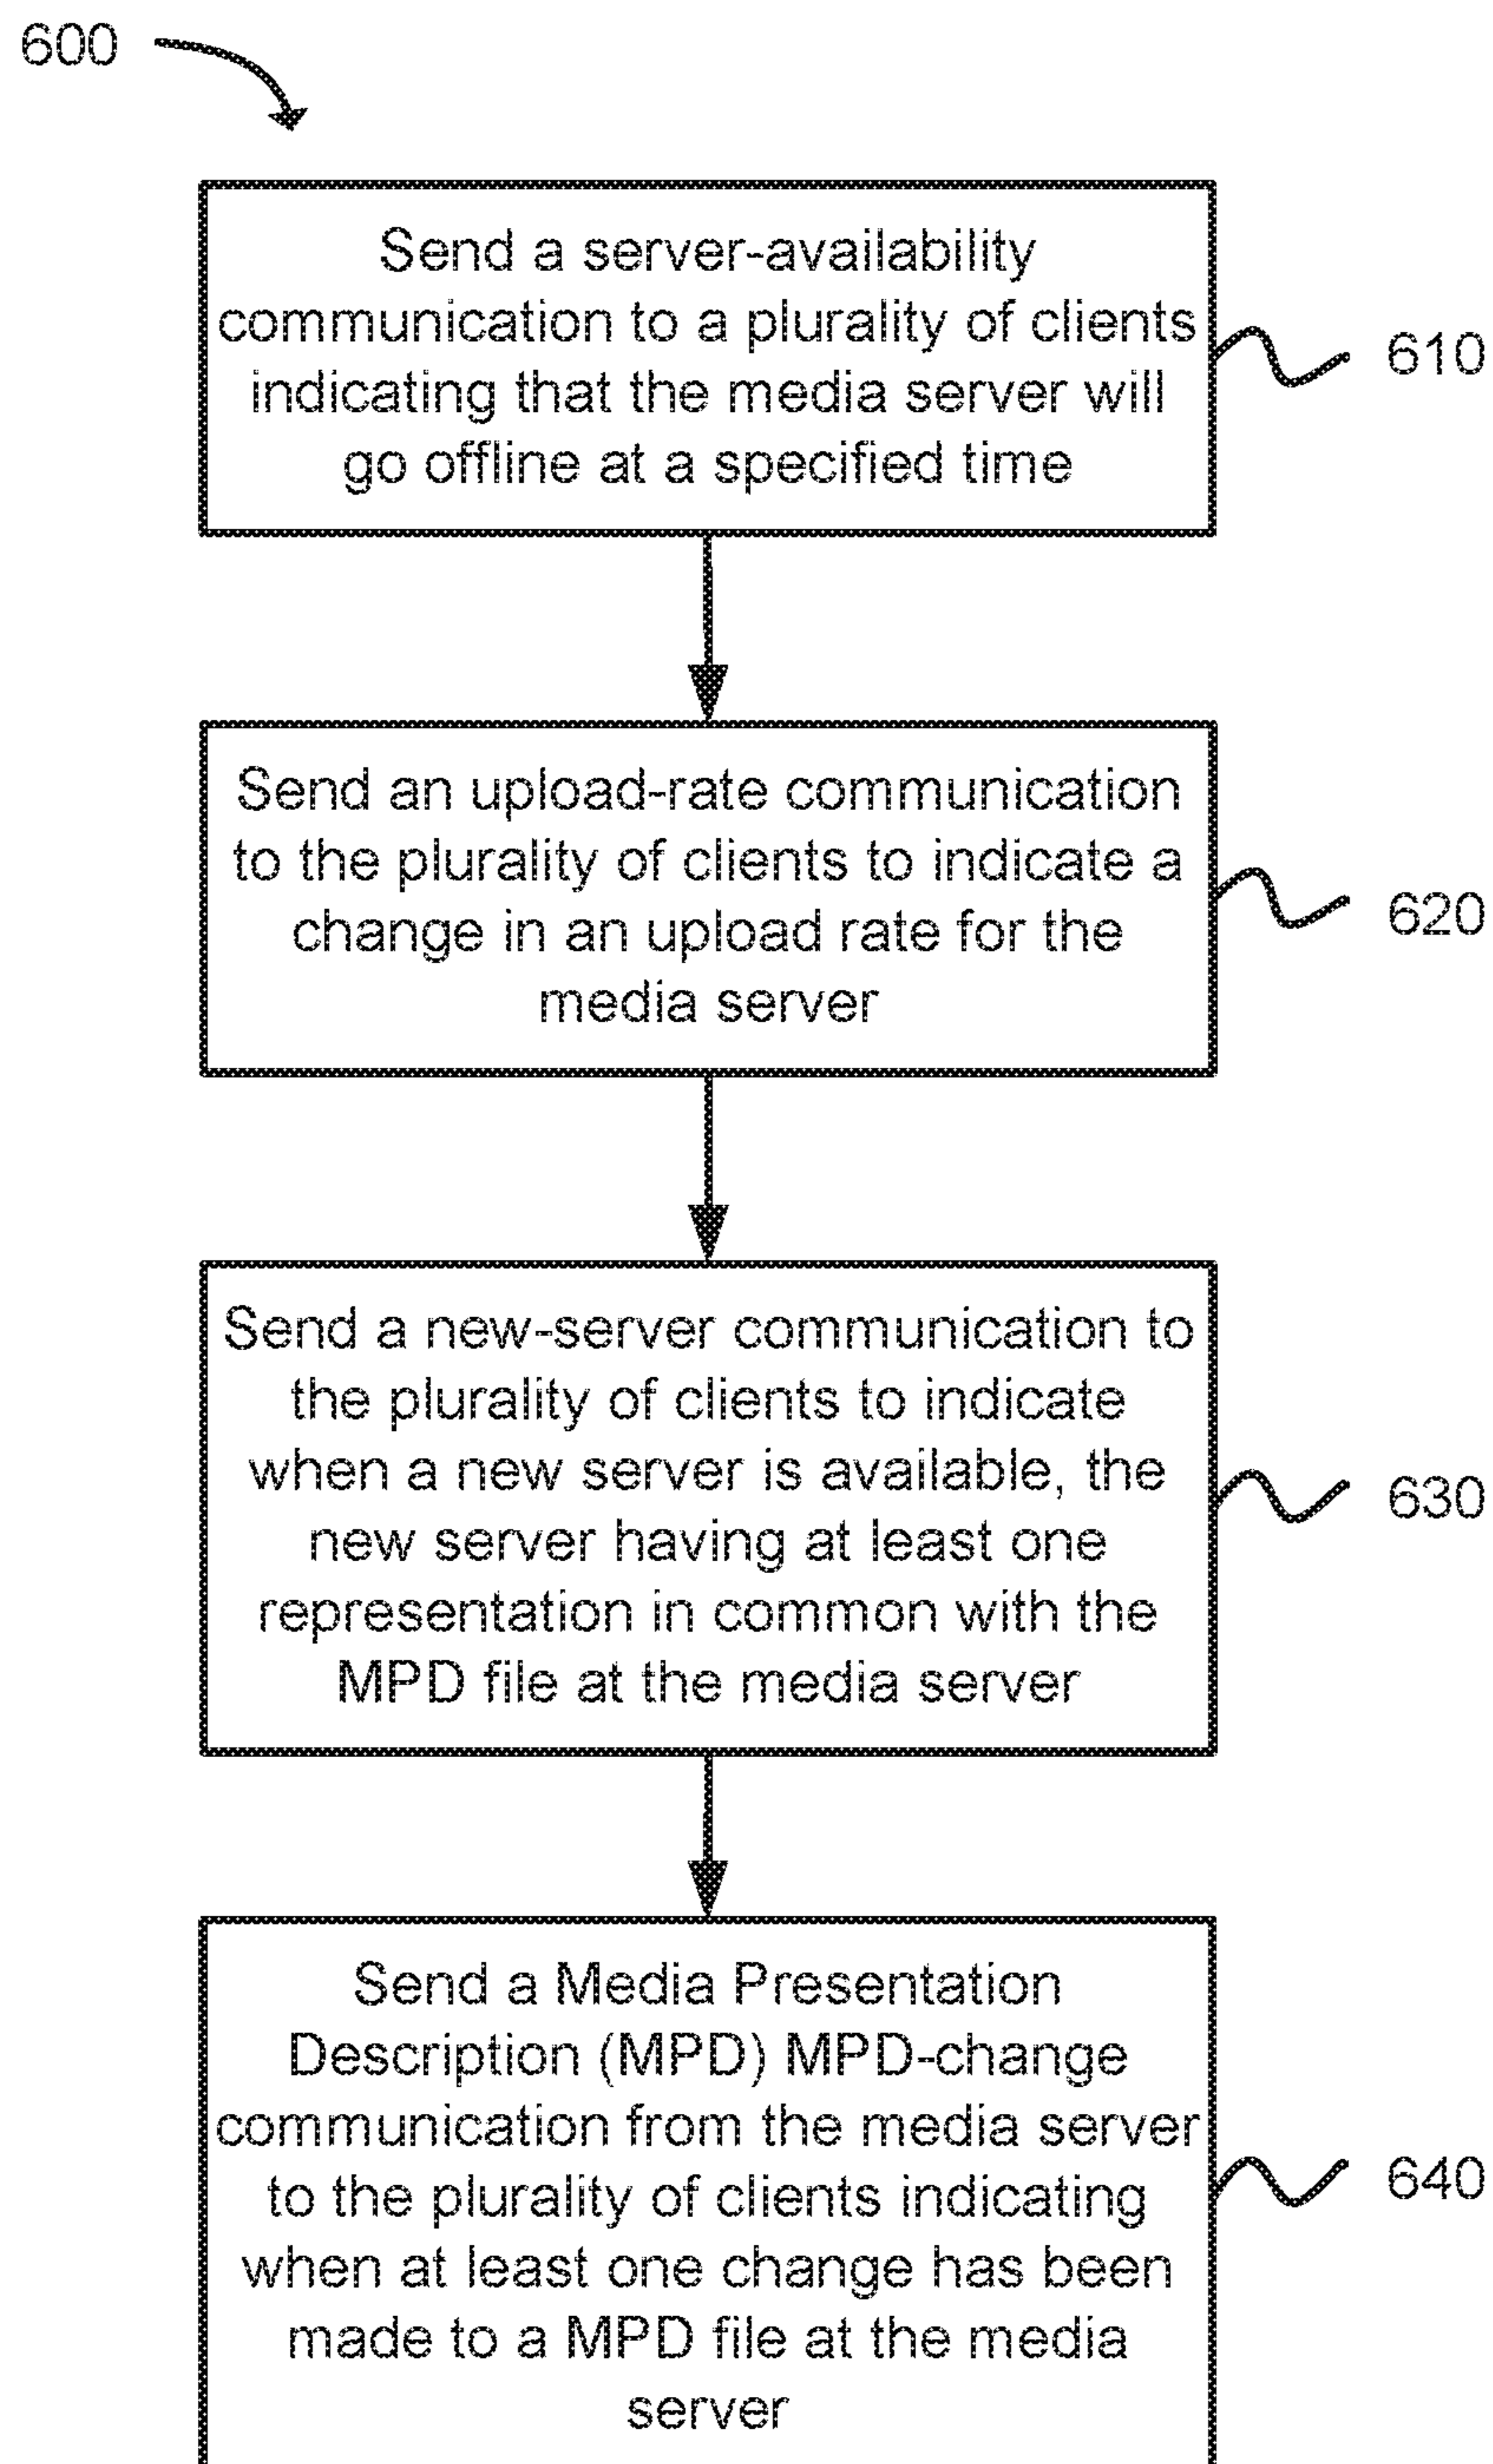 600
Send a server-availability
communication to a plurality of clients
indicating that the media server will
go offline at a specified time
610
Send an upload-rate communication
to the plurality of clients to indicate a
change in an upload rate for the
media server
620
Send a new-server communication to
the plurality of clients to indicate
when a new server is available, the
new server having at least one
representation in common with the
MPD file at the media server
630
Send a Media Presentation
Description (MPD) MPD-change
communication from the media server
to the plurality of clients indicating
when at least one change has been
made to a MPD file at the media
server
640